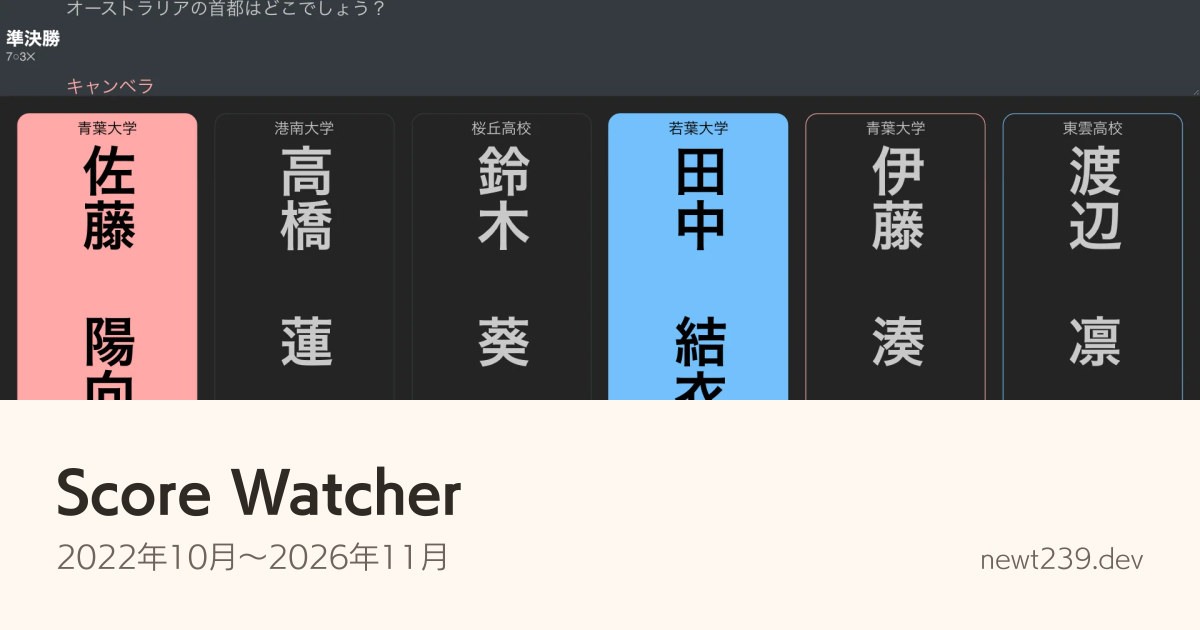 オーストラリアの首都はどこでしょう？
準決勝
7○3✕
キャンベラ
青葉大学
佐藤 陽向
港南大学
高橋 蓮
桜丘高校
鈴木 葵
若葉大学
田中 結衣
青葉大学
伊藤 湊
東雲高校
渡辺 凛
Score Watcher
2022年10月〜2026年11月
newt239.dev